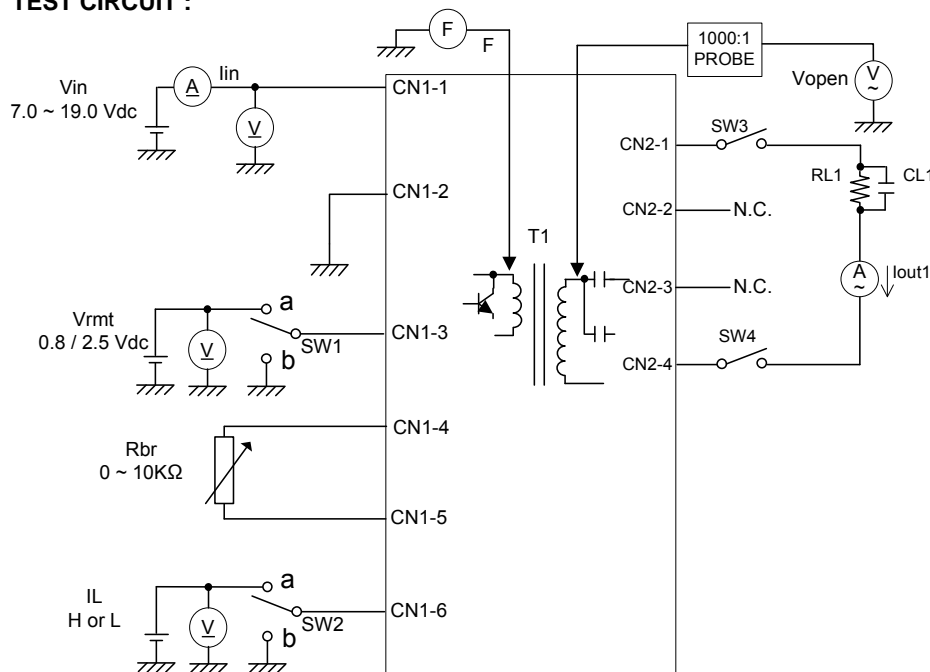 TEST CIRCUIT :
F
F
1000:1
PROBE
Vopen
V
~
Vin
7.0 ~ 19.0 Vdc
A
Iin
V
CN1-1
CN2-1
SW3
RL1
CL1
CN1-2
CN2-2
N.C.
T1
A
~
Iout1
CN2-3
N.C.
Vrmt
0.8 / 2.5 Vdc
V
a
SW1
b
CN1-3
CN2-4
SW4
CN1-4
Rbr
0 ~ 10KΩ
CN1-5
IL
H or L
V
a
SW2
b
CN1-6